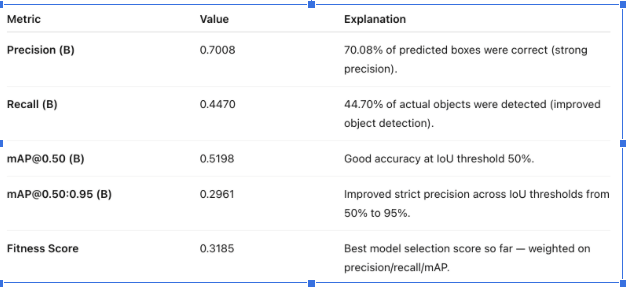 Metric Value Explanation
Precision (B) 0.7008 70.08% of predicted boxes were correct (strong
precision).
Recall (B) 0.4470 44.70% of actual objects were detected (improved
object detection).
mAP@0.50 (B) 0.5198 Good accuracy at IoU threshold 50%.
mAP@0.50:0.95 (B) 0.2961 Improved strict precision across IoU thresholds from
50% to 95%.
Fitness Score 0.3185 Best model selection score so far — weighted on
precision/recall/mAP.